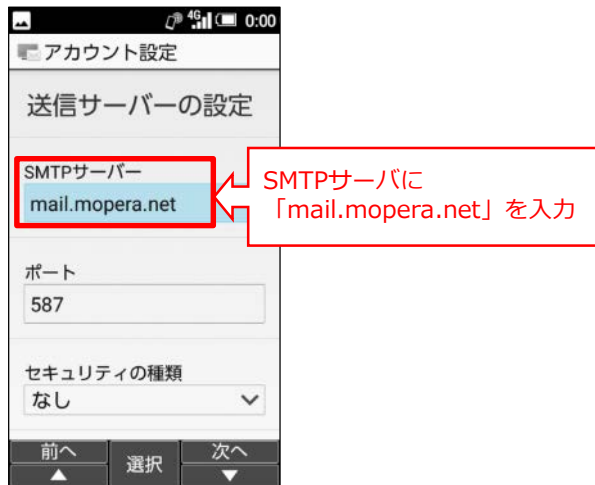 4G 0:00
アカウント設定
送信サーバーの設定
SMTPサーバー
mail.mopera.net
SMTPサーバに
「mail.mopera.net」を入力
ポート
587
セキュリティの種類
なし
前へ 選択 次へ